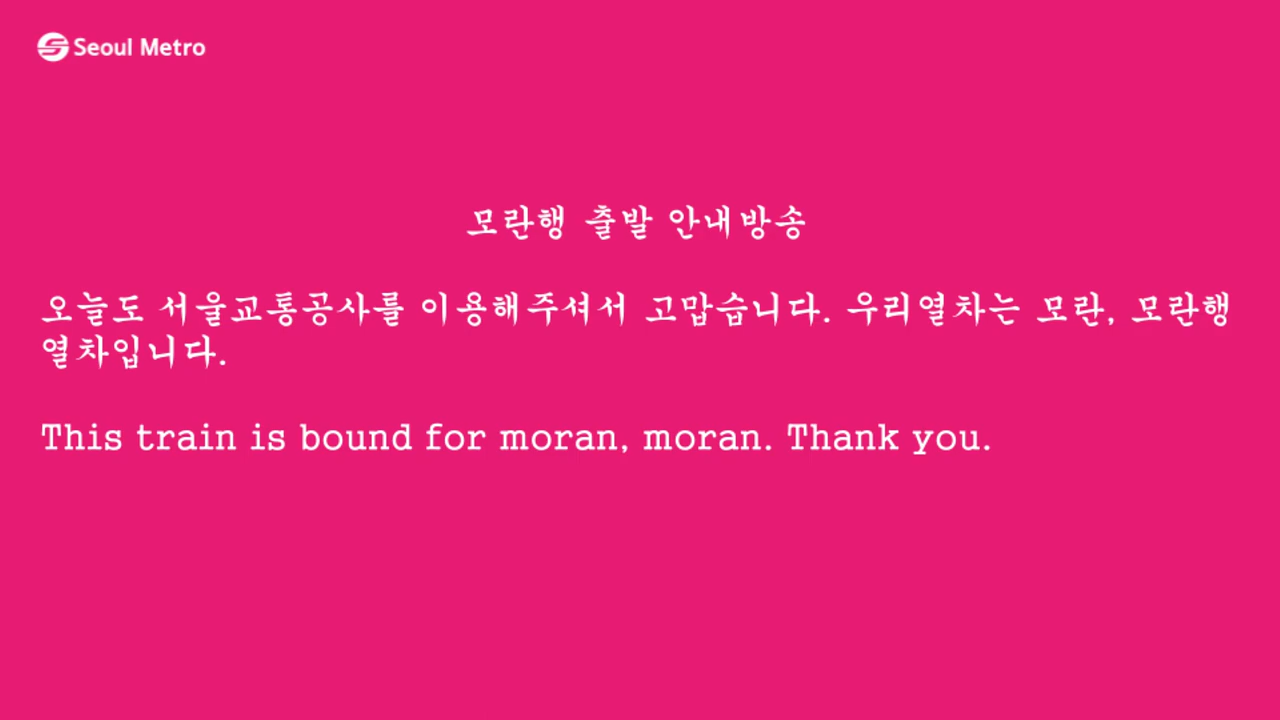 Seoul Metro
모란행 출발 안내방송
오늘도 서울교통공사를 이용해주셔서 고맙습니다. 우리열차는 모란, 모란행
열차입니다.
This train is bound for moran, moran. Thank you.